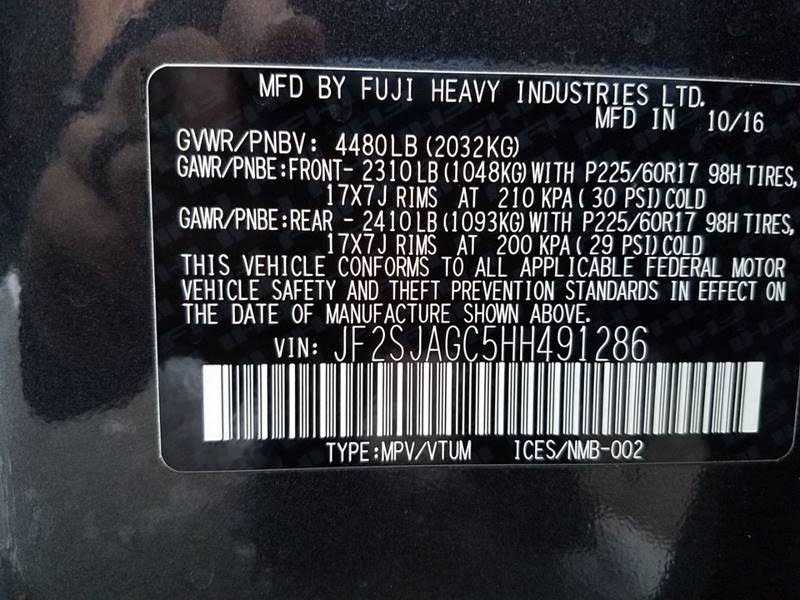 MFD BY FUJI HEAVY INDUSTRIES LTD.
MFD IN 10/16
GVWR/PNBV: 4480LB (2032KG)
GAWR/PNBE:FRONT- 2310LB (1048KG) WITH P225/60R17 98H TIRES,
17X7J RIMS AT 210 KPA ( 30 PSI) COLD
GAWR/PNBE:REAR - 2410LB (1093KG) WITH P225/60R17 98H TIRES,
17X7J RIMS AT 200 KPA ( 29 PSI) COLD
THIS VEHICLE CONFORMS TO ALL APPLICABLE FEDERAL MOTOR
VEHICLE SAFETY AND THEFT PREVENTION STANDARDS IN EFFECT ON
THE DATE OF MANUFACTURE SHOWN ABOVE.
VIN: JF2SJAGC5HH491286
TYPE:MPV/VTUM ICES/NMB-002